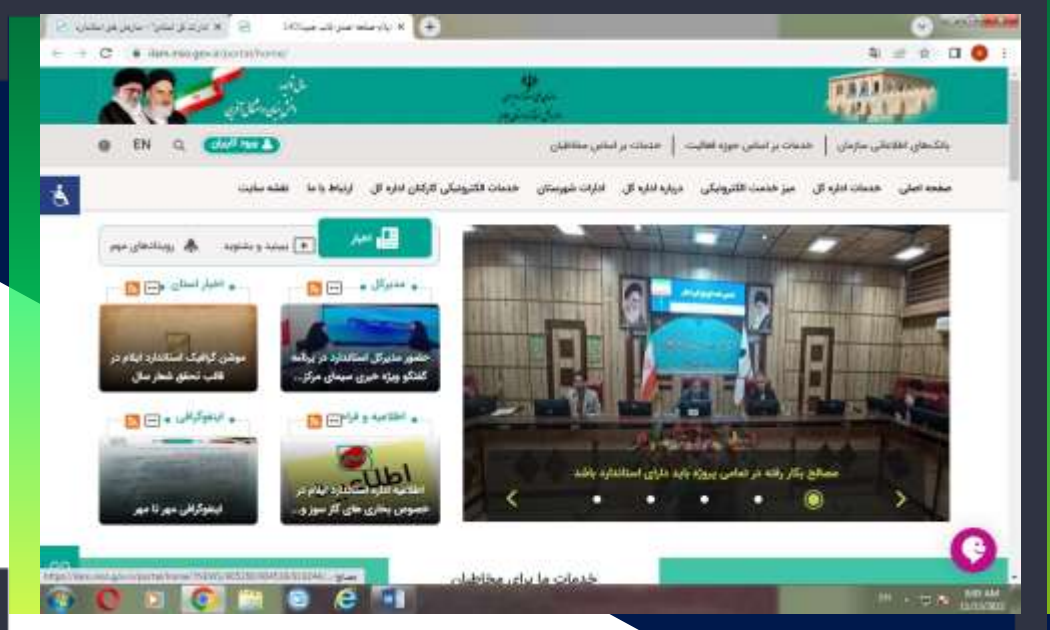 EN
ورود کاربران
خدمات بر اساس مخاطبان
خدمات بر اساس حوزه فعالیت
بانک‌های اطلاعاتی سازمان
صفحه اصلی
خدمات اداره کل
میز خدمت الکترونیکی
درباره اداره کل
ادارات شهرستان
خدمات الکترونیکی کارکنان اداره کل
ارتباط با ما
نقشه سایت
اخبار
ببینید و بشنوید
رویدادهای مهم
مدیرکل
اخبار استان
حضور مدیرکل استاندارد در برنامه
گفتگو ویژه خبری سیمای مرکز...
موشن گرافیک استاندارد ایلام در
قالب تحقق شعار سال
اطلاعیه و فراخ
اینفوگرافی
اطلاعیه اداره استاندارد ایلام در
خصوص بخاری های گاز سوز و...
اینفوگرافی مهر تا مهر
مصالح بکار رفته در تمامی پروژه باید دارای استاندارد باشد
خدمات ما برای مخاطبان
EN